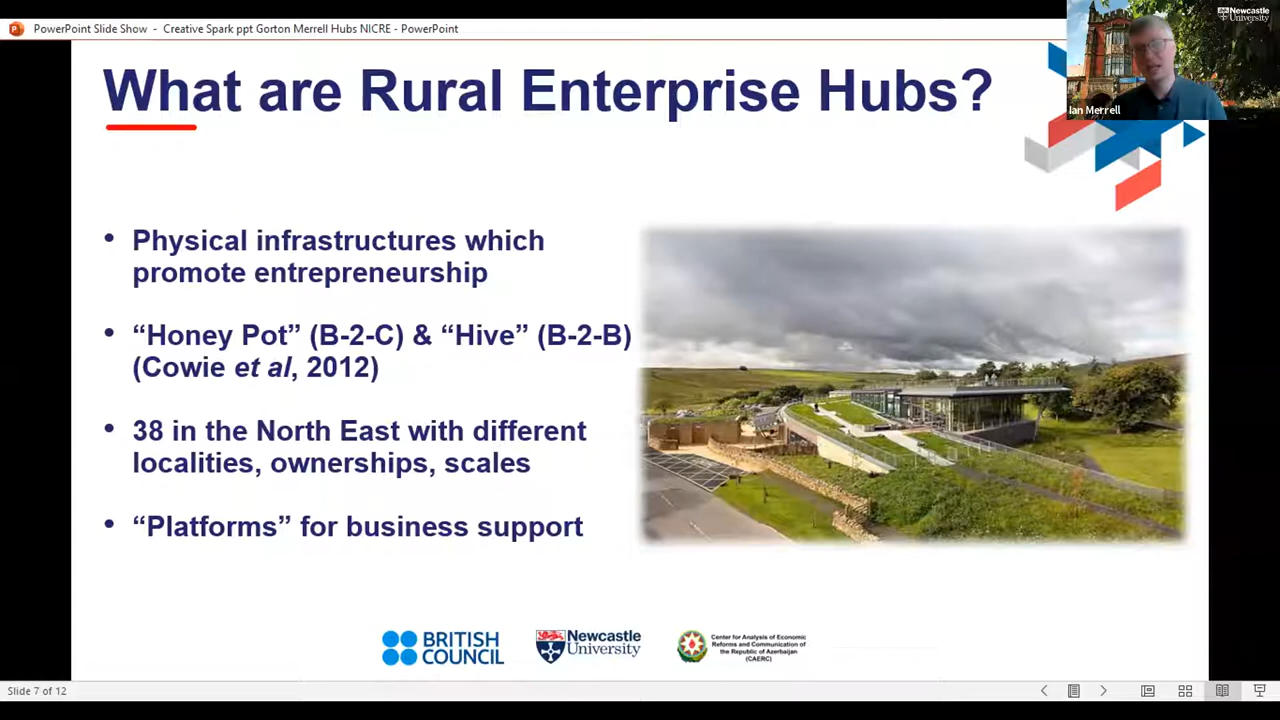 PowerPoint Slide Show - Creative Spark ppt Gorton Merrell Hubs NICRE - PowerPoint
Newcastle
University
Ian Merrell
What are Rural Enterprise Hubs?
• Physical infrastructures which
promote entrepreneurship
• “Honey Pot” (B-2-C) & “Hive” (B-2-B)
(Cowie et al, 2012)
• 38 in the North East with different
localities, ownerships, scales
• “Platforms” for business support
BRITISH
COUNCIL
Newcastle
University
Center for Analysis of Economic
Reforms and Communication of
the Republic of Azerbaijan
(CAERC)
Slide 7 of 12